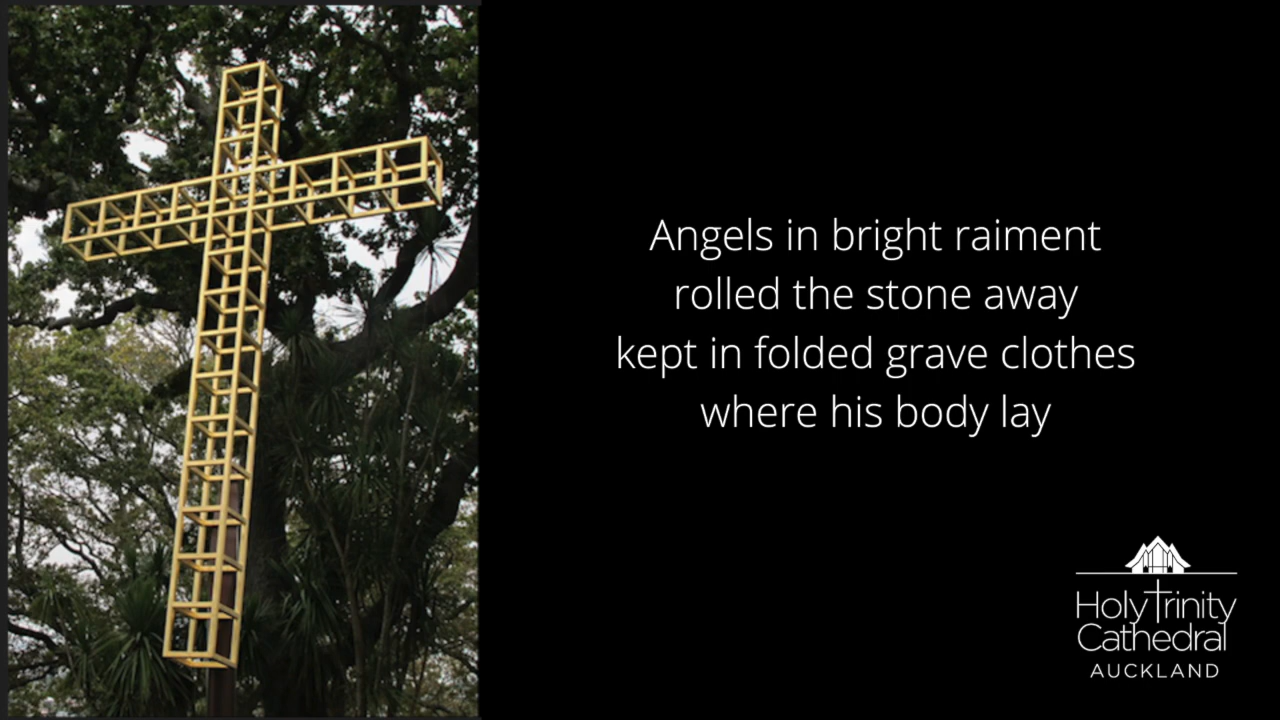 Angels in bright raiment
rolled the stone away
kept in folded grave clothes
where his body lay
Holy Trinity
Cathedral
AUCKLAND